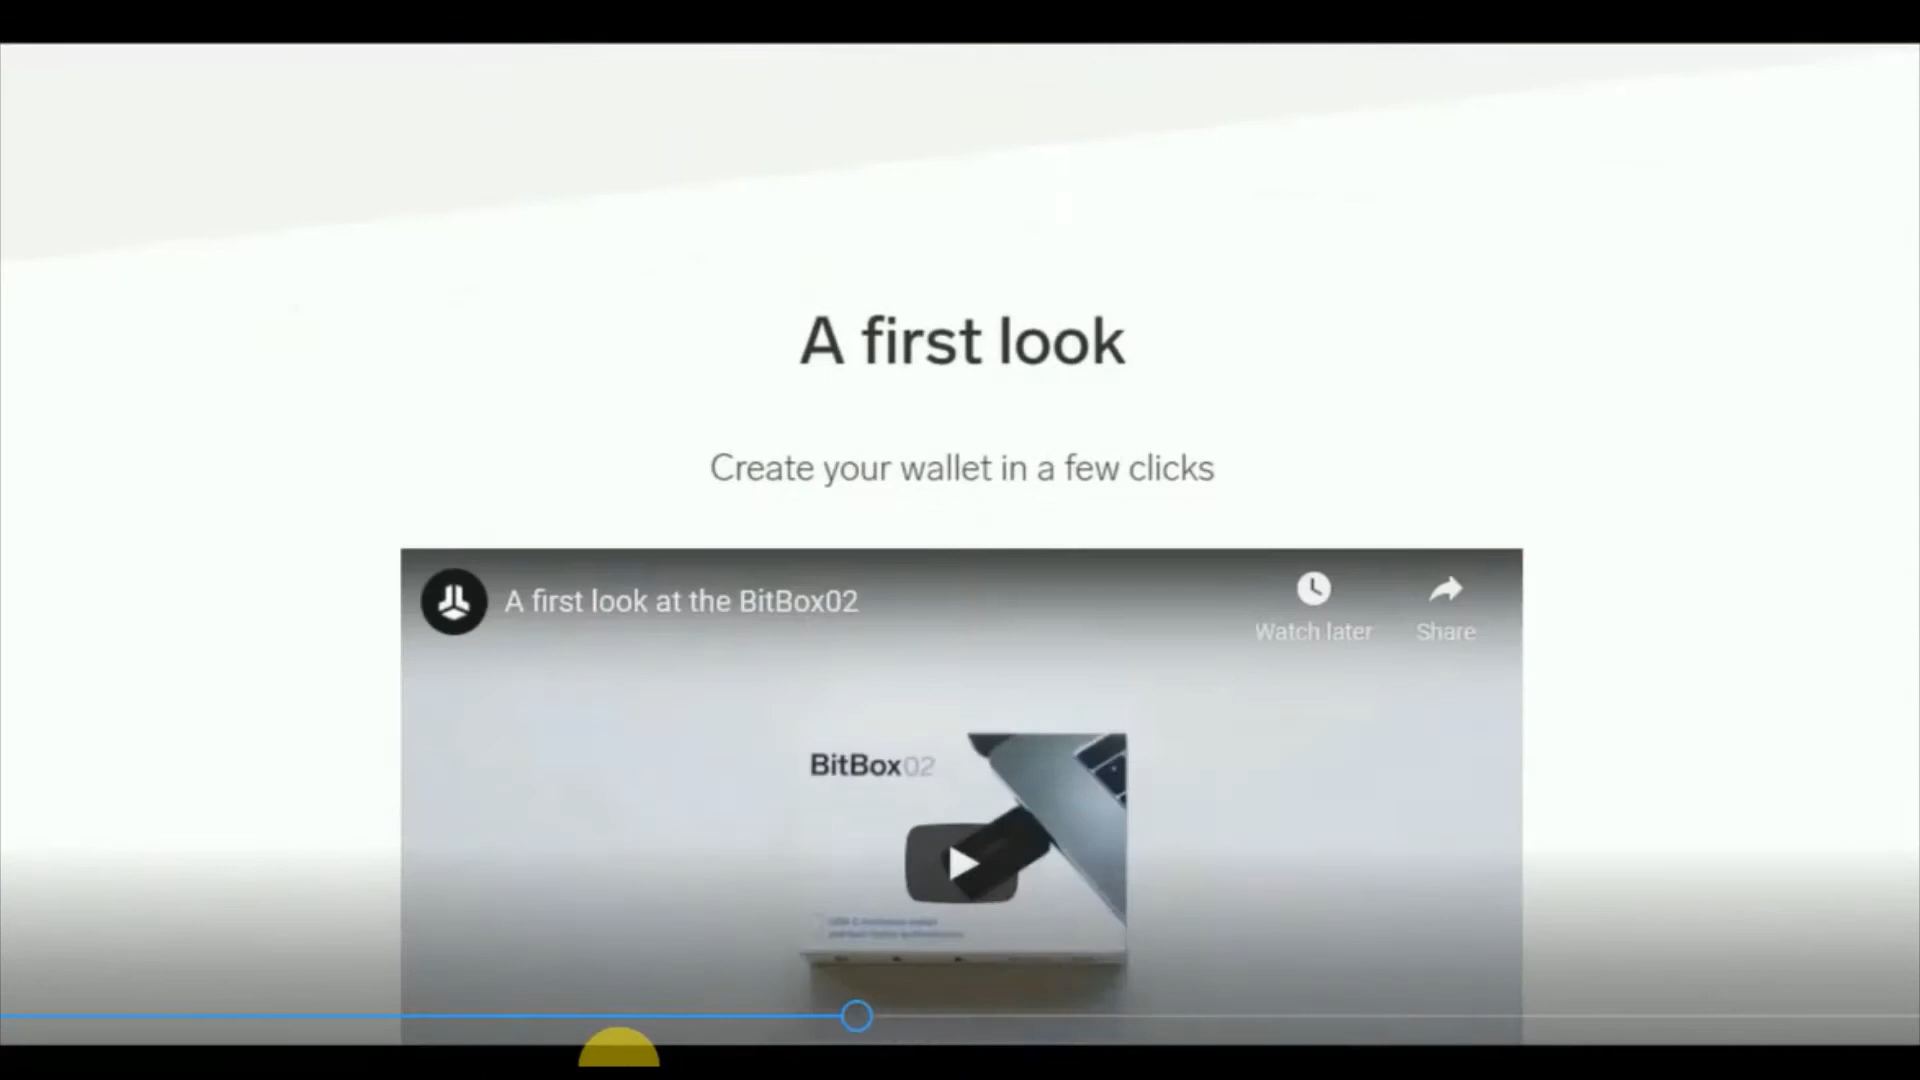 A first look
Create your wallet in a few clicks
A first look at the BitBox02
Watch later
Share
BitBox02